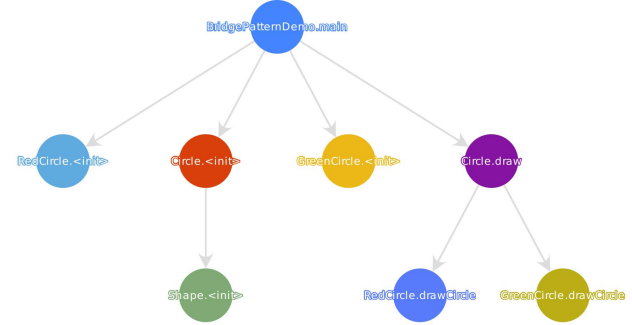 BridgePatternDemo.main
RedCircle.<init>
Circle.<init>
GreenCircle.<init>
Circle.draw
Shape.<init>
RedCircle.drawCircle
GreenCircle.drawCircle